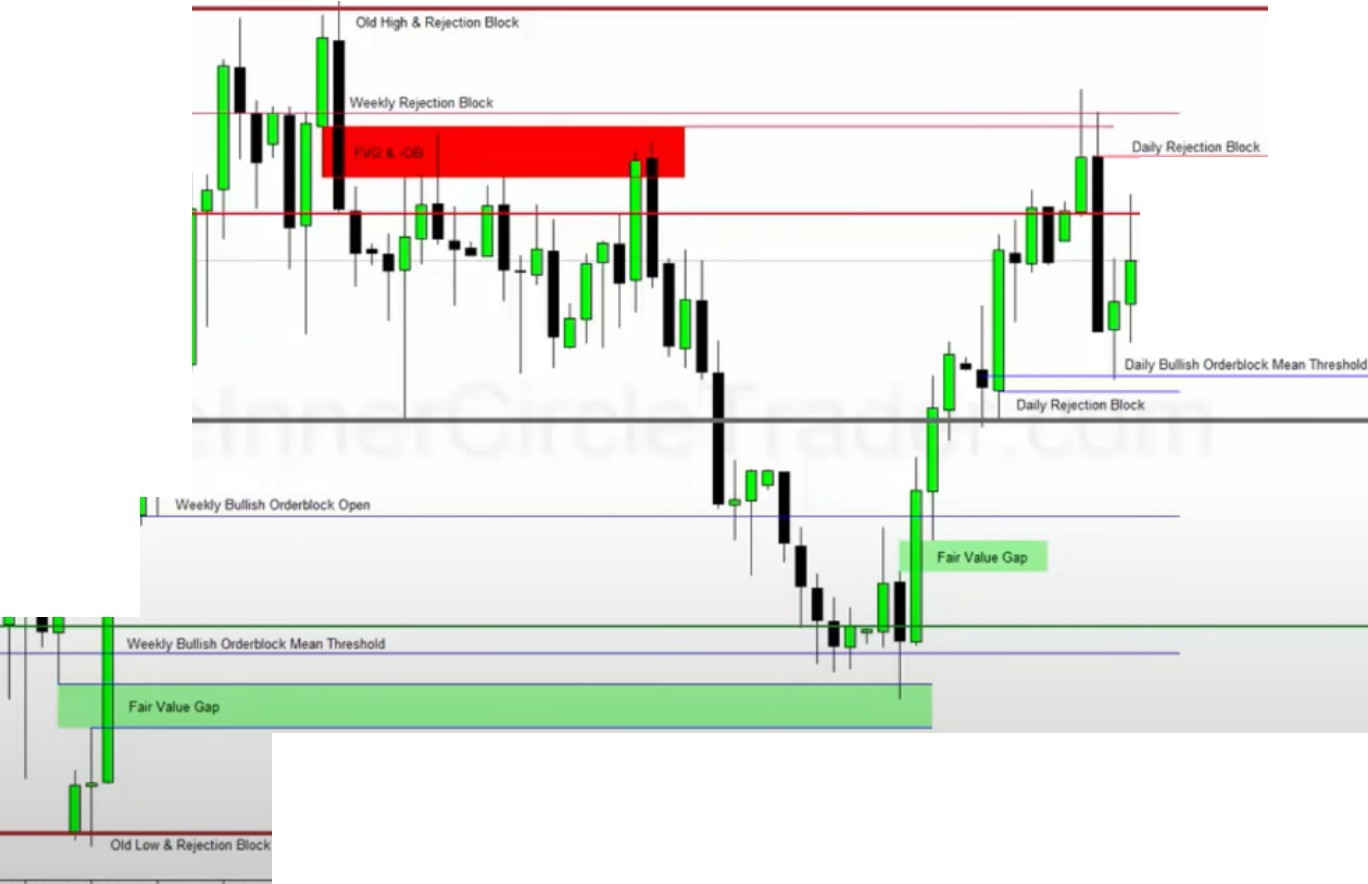 Old High & Rejection Block
Weekly Rejection Block
Daily Rejection Block
FVG & -OB
Daily Bullish Orderblock Mean Threshold
Daily Rejection Block
eInnerCircleTrader.com
Weekly Bullish Orderblock Open
Fair Value Gap
Weekly Bullish Orderblock Mean Threshold
Fair Value Gap
Old Low & Rejection Block